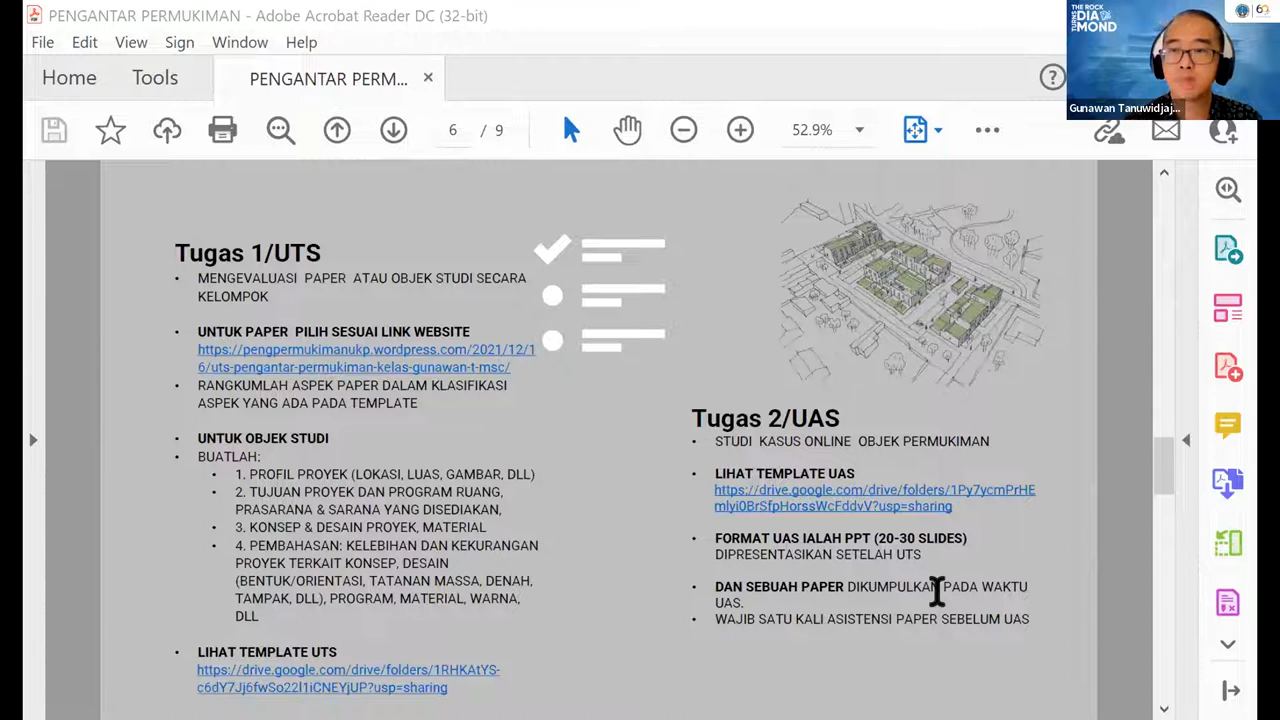 PENGANTAR PERMUKIMAN - Adobe Acrobat Reader DC (32-bit)
File Edit View Sign Window Help
Home Tools PENGANTAR PERM... ×
6 / 9 52.9%
THE ROCK
TURNS
DIA
MOND
Gunawan Tanuwidjaj...
Tugas 1/UTS
• MENGEVALUASI PAPER ATAU OBJEK STUDI SECARA
KELOMPOK
• UNTUK PAPER PILIH SESUAI LINK WEBSITE
https://pengpermukimanukp.wordpress.com/2021/12/1
6/uts-pengantar-permukiman-kelas-gunawan-t-msc/
• RANGKUMLAH ASPEK PAPER DALAM KLASIFIKASI
ASPEK YANG ADA PADA TEMPLATE
• UNTUK OBJEK STUDI
• BUATLAH:
• 1. PROFIL PROYEK (LOKASI, LUAS, GAMBAR, DLL)
• 2. TUJUAN PROYEK DAN PROGRAM RUANG,
PRASARANA & SARANA YANG DISEDIAKAN,
• 3. KONSEP & DESAIN PROYEK, MATERIAL
• 4. PEMBAHASAN: KELEBIHAN DAN KEKURANGAN
PROYEK TERKAIT KONSEP, DESAIN
(BENTUK/ORIENTASI, TATANAN MASSA, DENAH,
TAMPAK, DLL), PROGRAM, MATERIAL, WARNA,
DLL
• LIHAT TEMPLATE UTS
https://drive.google.com/drive/folders/1RHKAtYS-
c6dY7Jj6fwSo22l1iCNEYjUP?usp=sharing
Tugas 2/UAS
• STUDI KASUS ONLINE OBJEK PERMUKIMAN
• LIHAT TEMPLATE UAS
https://drive.google.com/drive/folders/1Py7ycmPrHE
mlyi0BrSfpHorssWcFddvV?usp=sharing
• FORMAT UAS IALAH PPT (20-30 SLIDES)
DIPRESENTASIKAN SETELAH UTS
• DAN SEBUAH PAPER DIKUMPULKAN PADA WAKTU
UAS.
• WAJIB SATU KALI ASISTENSI PAPER SEBELUM UAS